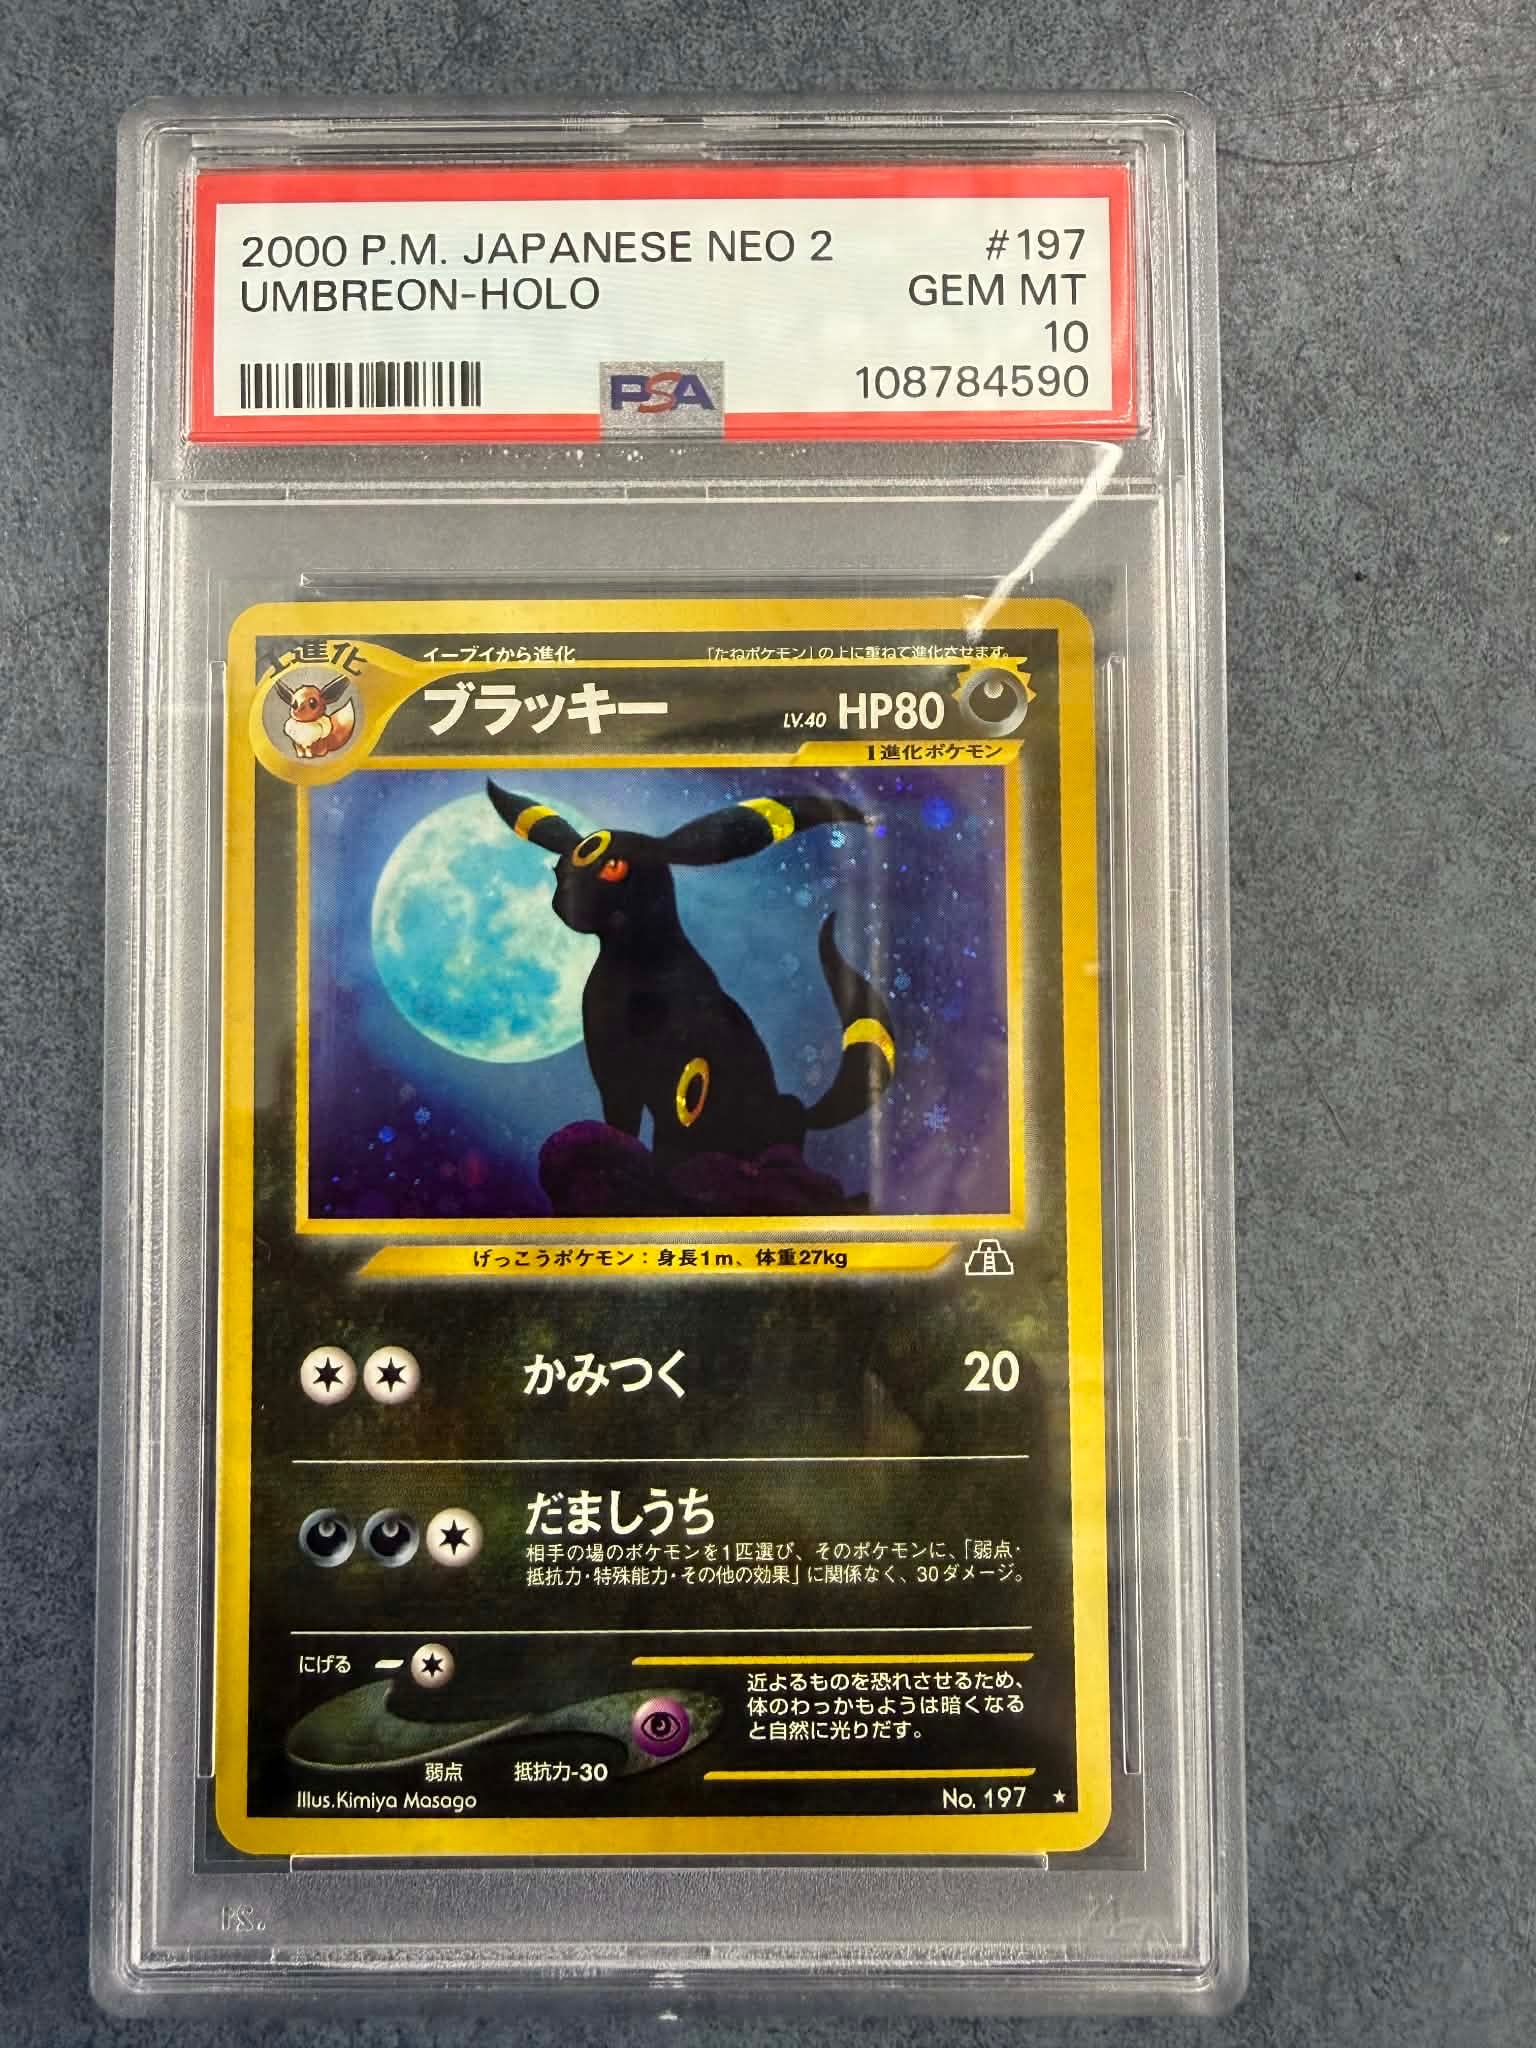 2000 P.M. JAPANESE NEO 2 #197
UMBREON-HOLO GEM MT
10
PSA 108784590
1進化 イーブイから進化 「たねポケモン」の上に重ねて進化させます。
ブラッキー LV.40 HP80
1進化ポケモン
げっこうポケモン：身長1m、体重27kg
かみつく 20
だましうち
相手の場のポケモンを1匹選び、そのポケモンに、「弱点・
抵抗力・特殊能力・その他の効果」に関係なく、30ダメージ。
にげる
近よるものを恐れさせるため、
体のわっかもようは暗くなる
と自然に光りだす。
弱点 抵抗力-30
Illus.Kimiya Masago No. 197 ★